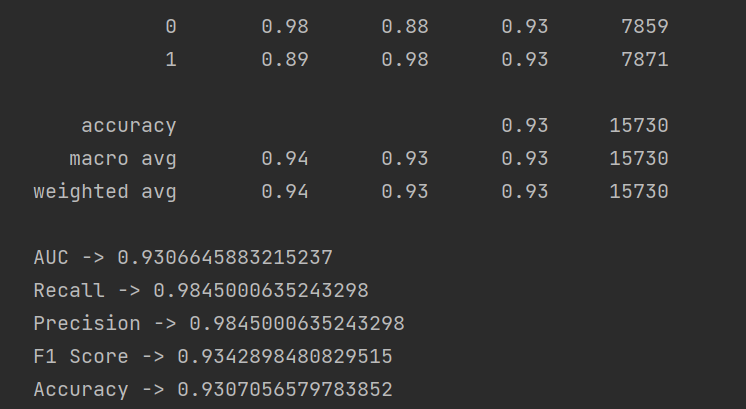 0 0.98 0.88 0.93 7859
1 0.89 0.98 0.93 7871
accuracy 0.93 15730
macro avg 0.94 0.93 0.93 15730
weighted avg 0.94 0.93 0.93 15730
AUC -> 0.9306645883215237
Recall -> 0.9845000635243298
Precision -> 0.9845000635243298
F1 Score -> 0.9342898480829515
Accuracy -> 0.9307056579783852